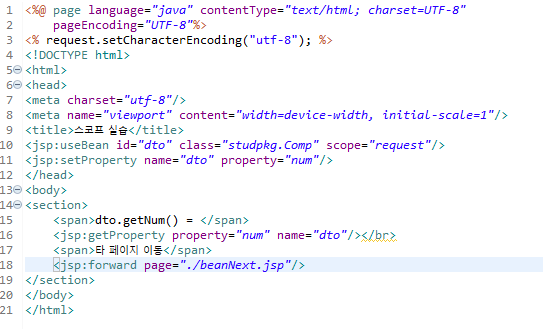 1 <%@ page language="java" contentType="text/html; charset=UTF-8"
2 pageEncoding="UTF-8"%>
3 <% request.setCharacterEncoding("utf-8"); %>
4 <!DOCTYPE html>
5 <html>
6 <head>
7 <meta charset="utf-8"/>
8 <meta name="viewport" content="width=device-width, initial-scale=1"/>
9 <title>스코프 실습</title>
10 <jsp:useBean id="dto" class="studpkg.Comp" scope="request"/>
11 <jsp:setProperty name="dto" property="num"/>
12 </head>
13 <body>
14 <section>
15 <span>dto.getNum() = </span>
16 <jsp:getProperty property="num" name="dto"/></br>
17 <span>타 페이지 이동</span>
18 <jsp:forward page="./beanNext.jsp"/>
19 </section>
20 </body>
21 </html>